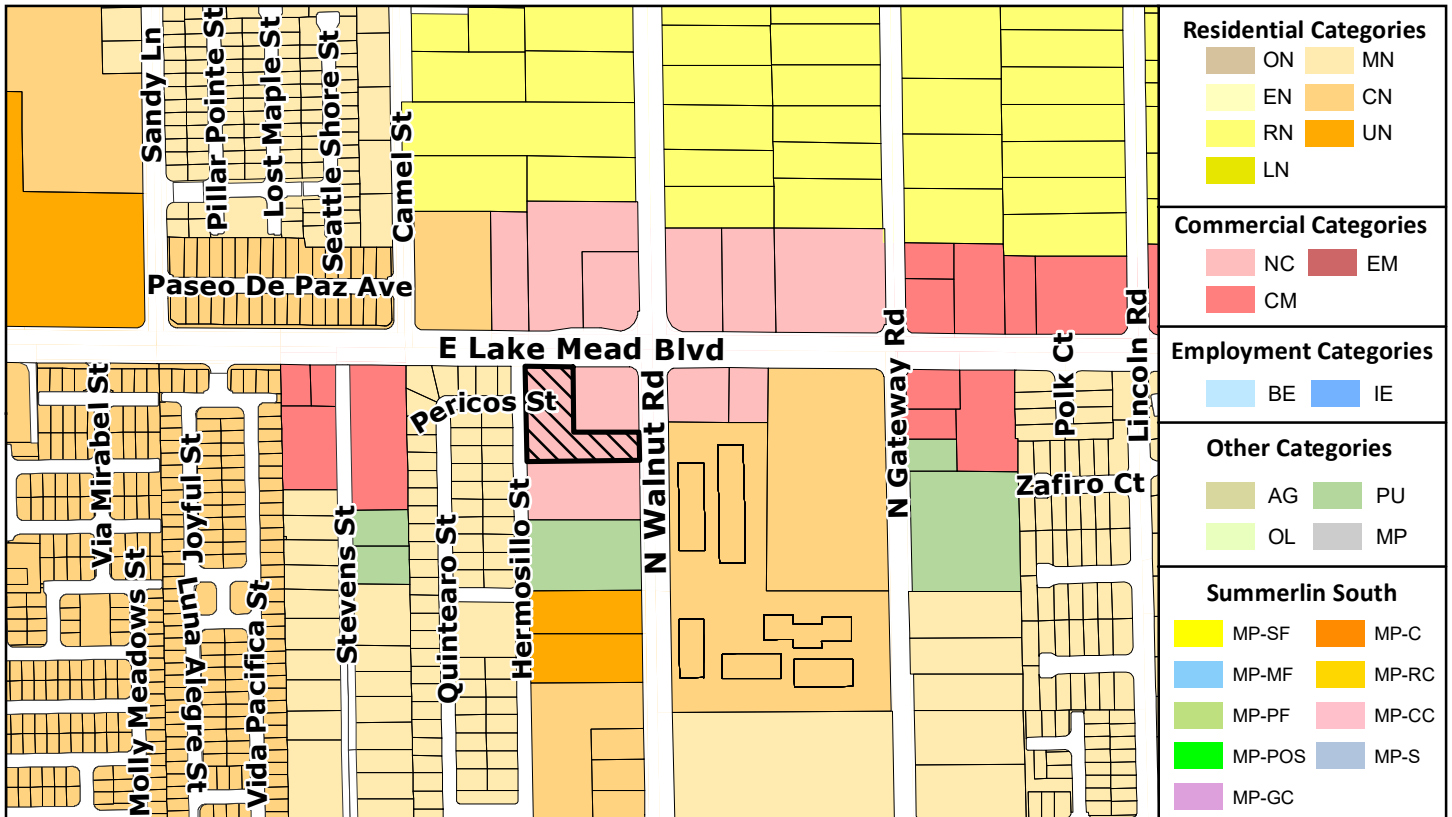 Sandy Ln
Pillar Pointe St
Lost Maple St
Seattle Shore St
Camel St
Paseo De Paz Ave
E Lake Mead Blvd
Pericos St
Via Mirabel St
Joyful St
Molly Meadows St
Luna Alegre St
Vida Pacifica St
Stevens St
Quintearo St
Hermosillo St
N Walnut Rd
N Gateway Rd
Polk Ct
Lincoln Rd
Zafiro Ct
Residential Categories
ON MN
EN CN
RN UN
LN
Commercial Categories
NC EM
CM
Employment Categories
BE IE
Other Categories
AG PU
OL MP
Summerlin South
MP-SF MP-C
MP-MF MP-RC
MP-PF MP-CC
MP-POS MP-S
MP-GC